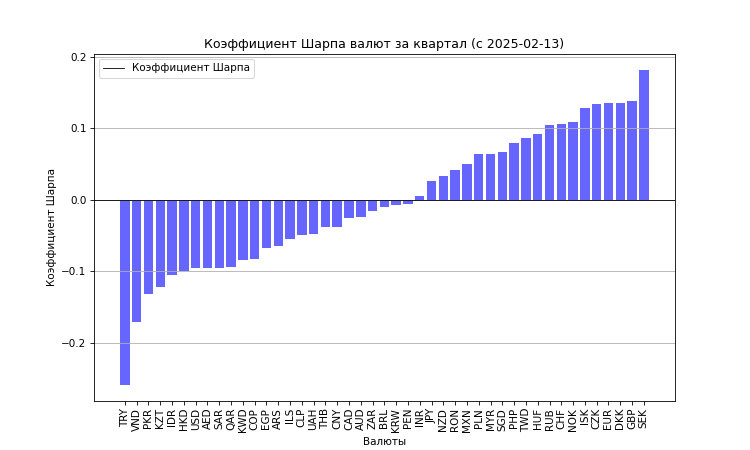 Коэффициент Шарпа валют за квартал (с 2025-02-13)
Коэффициент Шарпа
Коэффициент Шарпа
0.2
0.1
0.0
−0.1
−0.2
TRY
VND
PKR
KZT
IDR
HKD
USD
AED
SAR
QAR
KWD
COP
EGP
ARS
ILS
CLP
UAH
THB
CNY
CAD
AUD
ZAR
BRL
KRW
PEN
INR
JPY
NZD
RON
MXN
PLN
MYR
SGD
PHP
TWD
HUF
RUB
CHF
NOK
ISK
CZK
EUR
DKK
GBP
SEK
Валюты